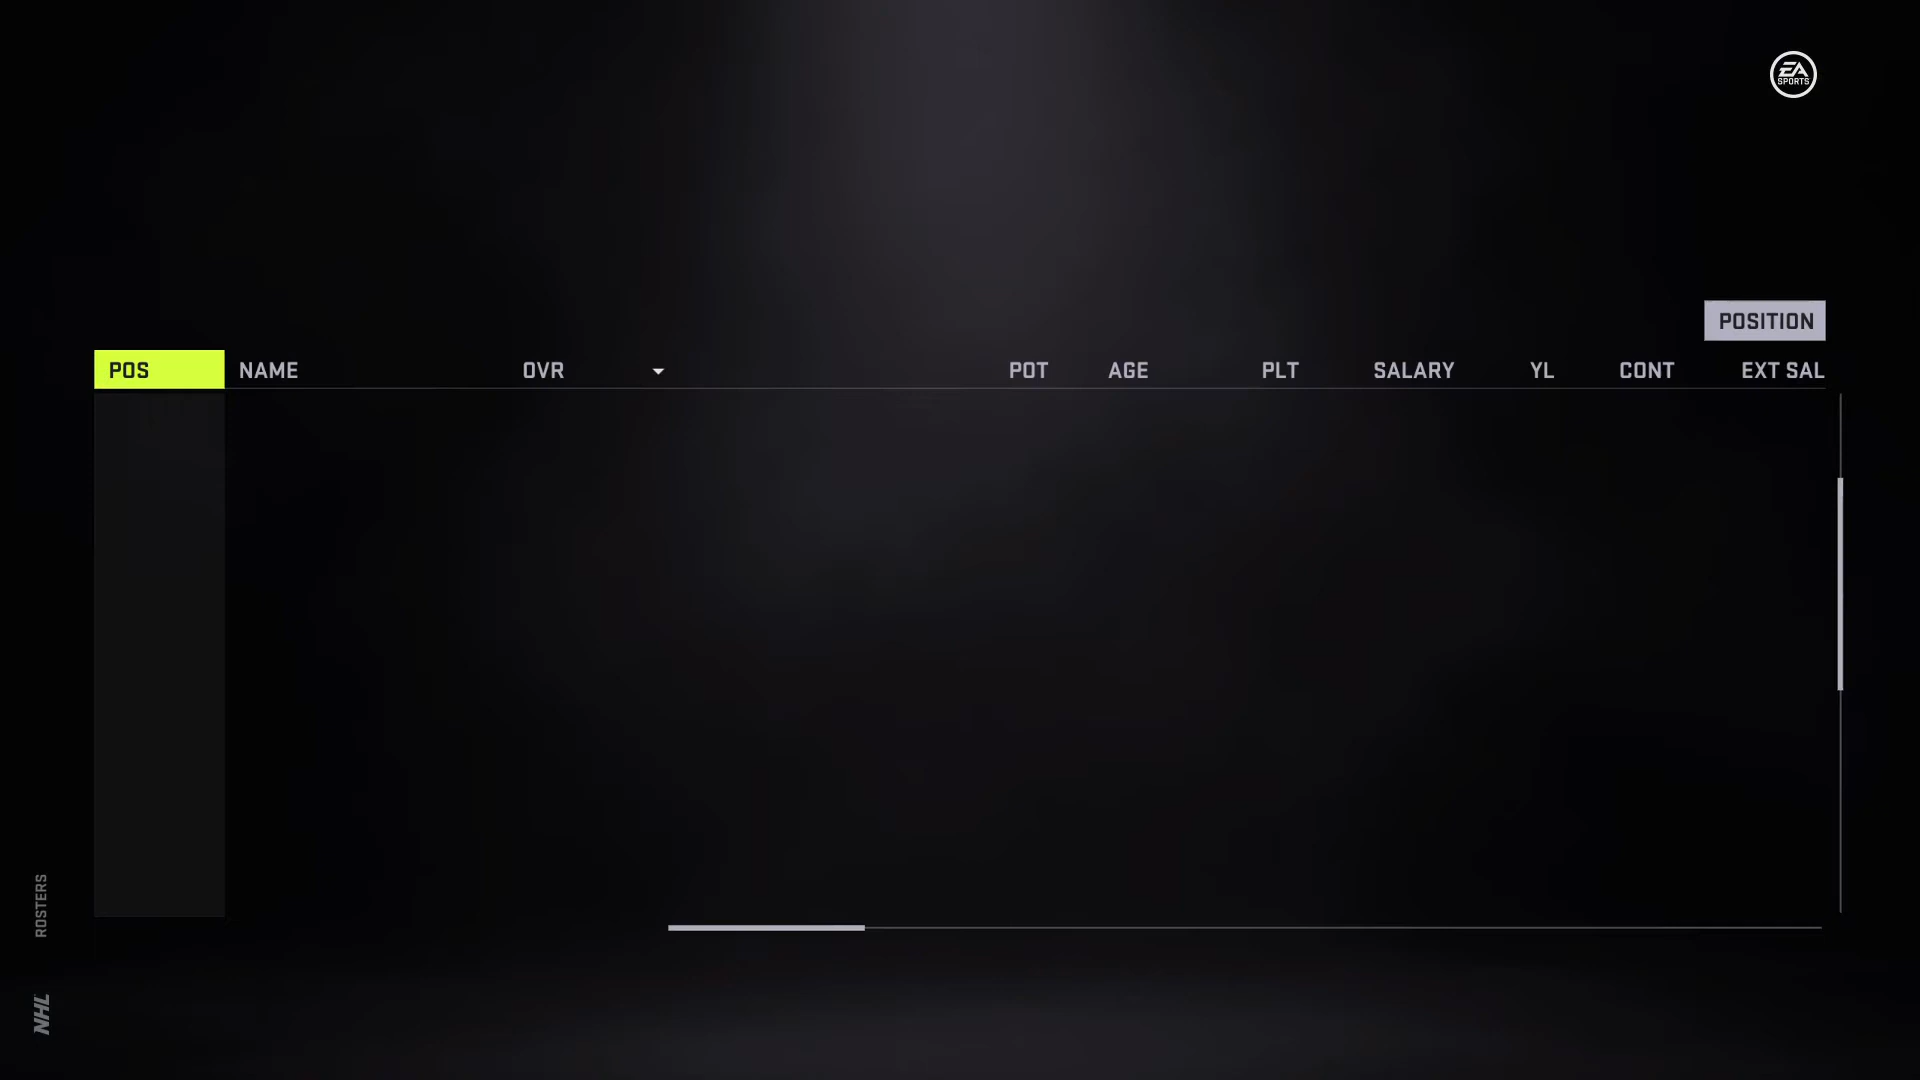 EA
SPORTS
POSITION
POS NAME OVR POT AGE PLT SALARY YL CONT EXT SAL
ROSTERS
NHL